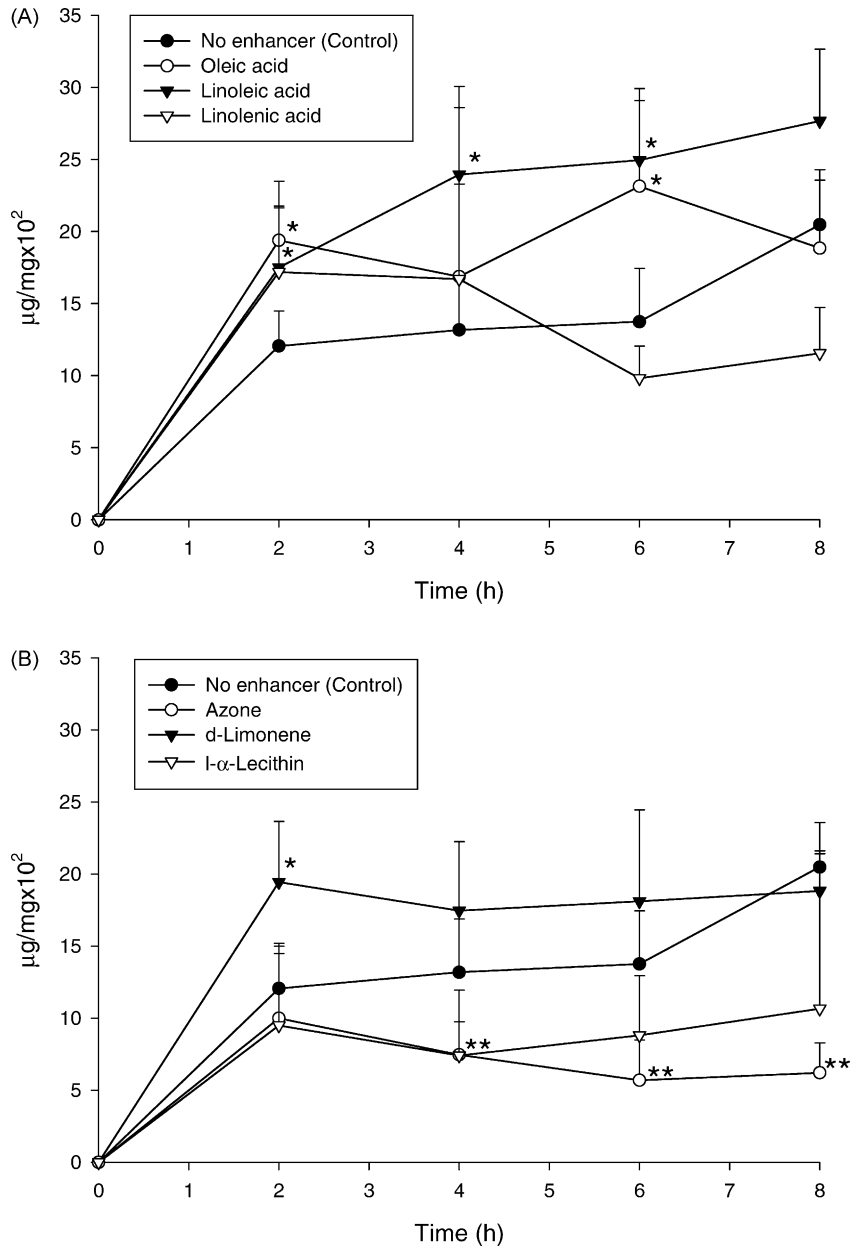 (A)
35
30
25
20
15
10
5
0
µg/mgx10²
No enhancer (Control)
Oleic acid
Linoleic acid
Linolenic acid
*
*
*
*
*
0 1 2 3 4 5 6 7 8
Time (h)
(B)
35
30
25
20
15
10
5
0
µg/mgx10²
No enhancer (Control)
Azone
d-Limonene
l-α-Lecithin
*
**
**
**
0 1 2 3 4 5 6 7 8
Time (h)